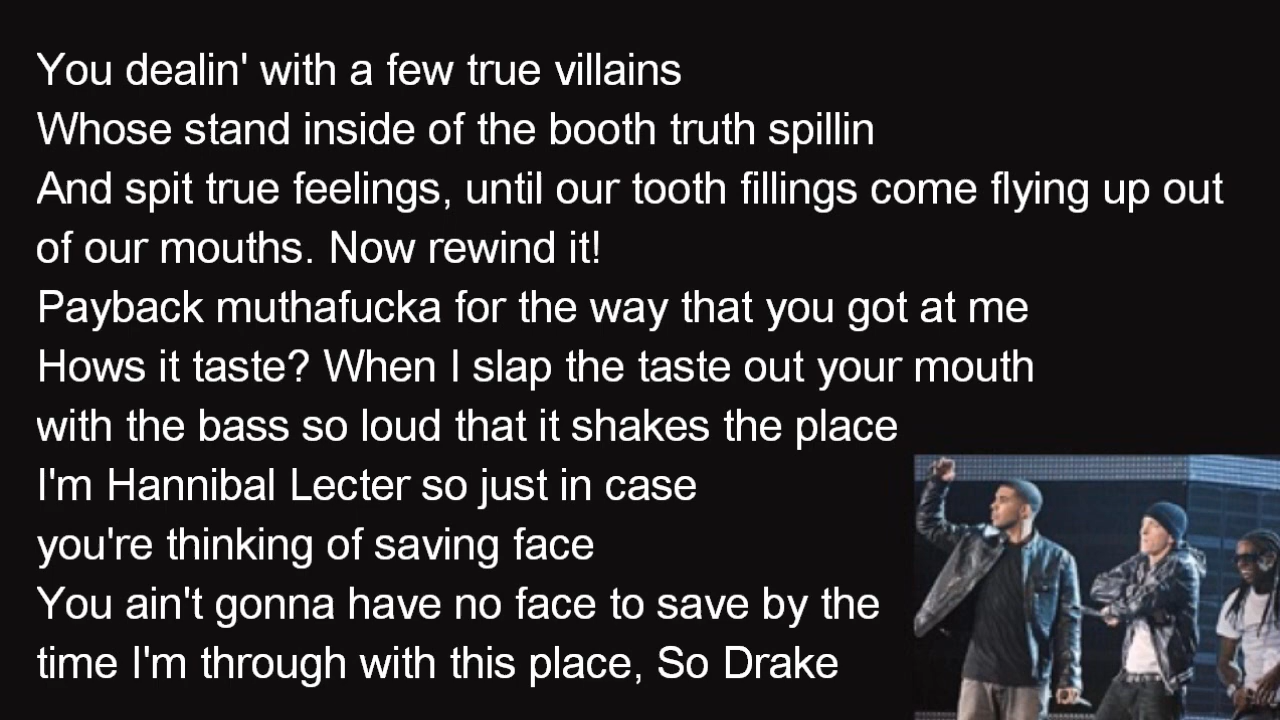 You dealin' with a few true villains
Whose stand inside of the booth truth spillin
And spit true feelings, until our tooth fillings come flying up out
of our mouths. Now rewind it!
Payback muthafucka for the way that you got at me
Hows it taste? When I slap the taste out your mouth
with the bass so loud that it shakes the place
I'm Hannibal Lecter so just in case
you're thinking of saving face
You ain't gonna have no face to save by the
time I'm through with this place, So Drake